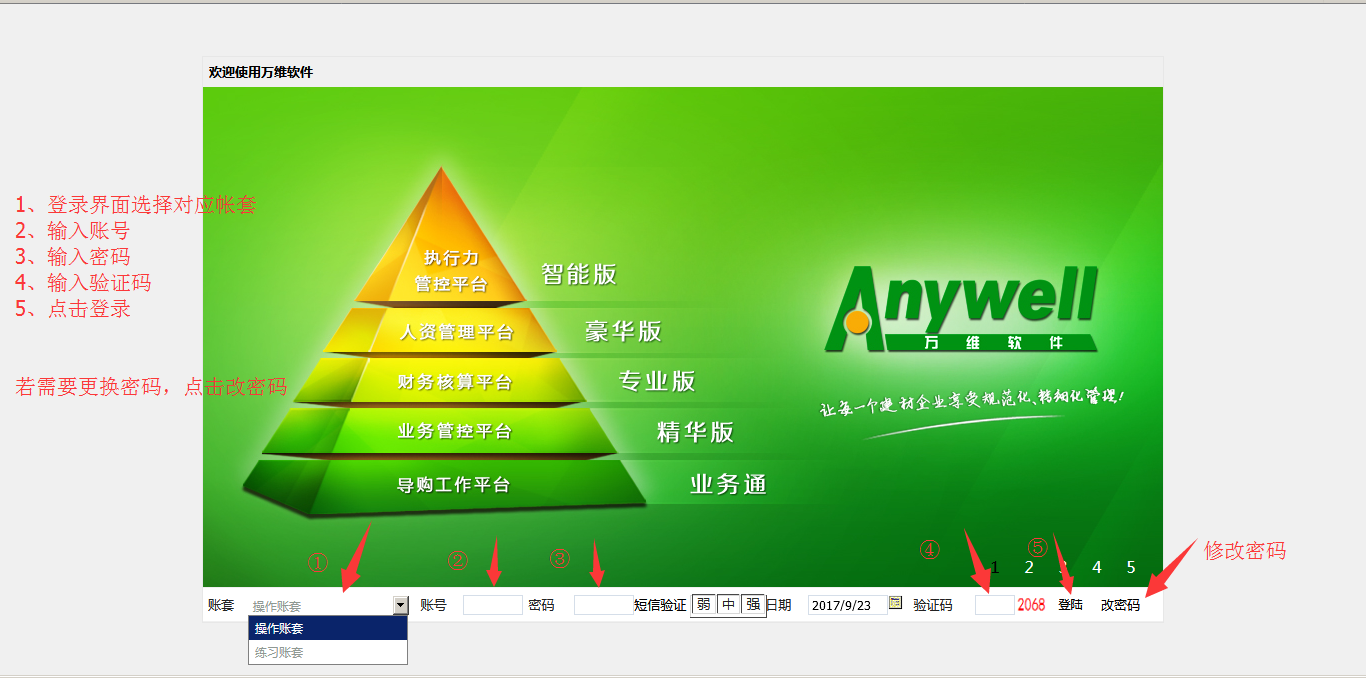 欢迎使用万维软件
1、登录界面选择对应帐套
2、输入账号
3、输入密码
4、输入验证码
5、点击登录
若需要更换密码，点击改密码
执行力
管控平台
智能版
人资管理平台
豪华版
财务核算平台
专业版
业务管控平台
精华版
导购工作平台
业务通
Anywell
万维软件
让每一个建材企业享受规范化、精细化管理!
① ② ③ ④ ⑤
修改密码
1 2 3 4 5
账套 操作账套 账号 密码 短信验证 弱 中 强 日期 2017/9/23 验证码 2068 登陆 改密码
操作账套
练习账套